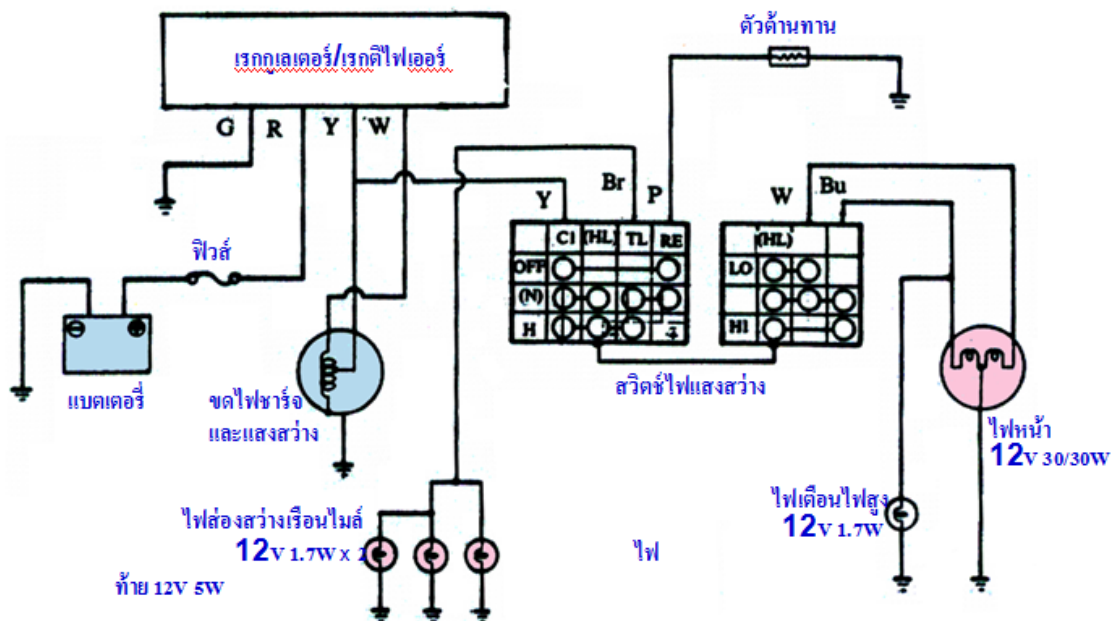 ตัวต้านทาน
เรกกูเลเตอร์/เรกติไฟเออร์
G R Y W
Y Br P W Bu
C1 (HL) TL RE
OFF
(N)
H
(HL)
LO
H1
ฟิวส์
แบตเตอรี่
ขดไฟชาร์จ
และแสงสว่าง
สวิตช์ไฟแสงสว่าง
ไฟหน้า
12V 30/30W
ไฟเตือนไฟสูง
12V 1.7W
ไฟส่องสว่างเรือนไมล์
12V 1.7W x 2
ไฟ
ท้าย 12V 5W